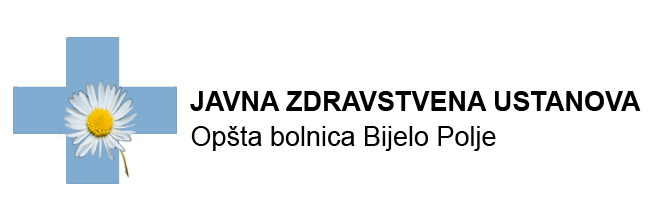 JAVNA ZDRAVSTVENA USTANOVA
Opšta bolnica Bijelo Polje